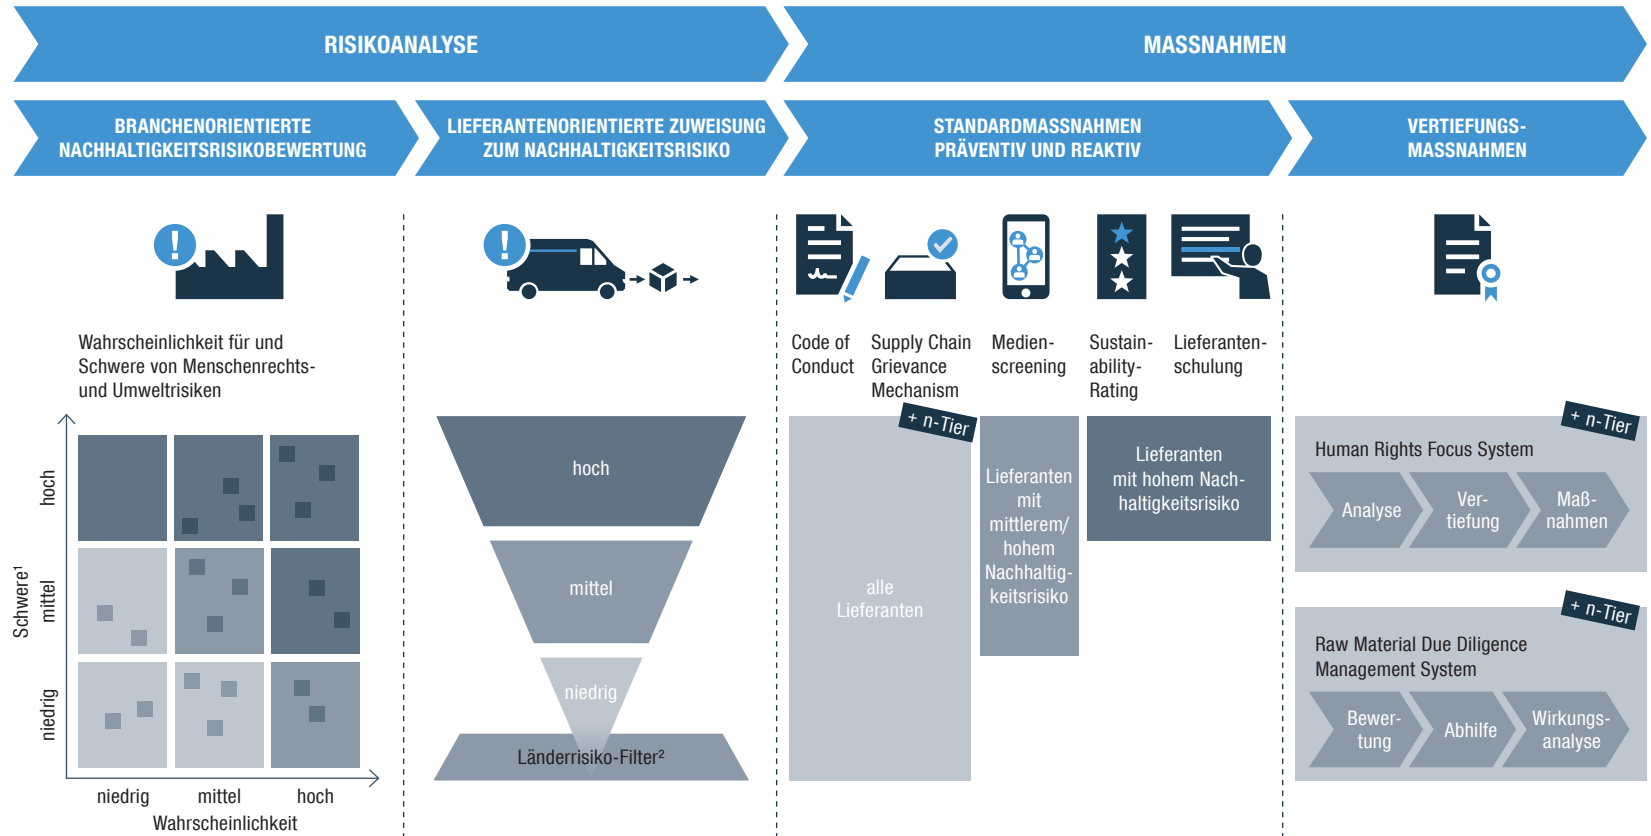 RISIKOANALYSE
MASSNAHMEN
BRANCHENORIENTIERTE
NACHHALTIGKEITSRISIKOBEWERTUNG
LIEFERANTENORIENTIERTE ZUWEISUNG
ZUM NACHHALTIGKEITSRISIKO
STANDARDMASSNAHMEN
PRÄVENTIV UND REAKTIV
VERTIEFUNGS-
MASSNAHMEN
!
!
Wahrscheinlichkeit für und
Schwere von Menschenrechts-
und Umweltrisiken
Schwere¹
hoch
mittel
niedrig
niedrig
mittel
hoch
Wahrscheinlichkeit
hoch
mittel
niedrig
Länderrisiko-Filter²
Code of
Conduct
Supply Chain
Grievance
Mechanism
Medien-
screening
Sustain-
ability-
Rating
Lieferanten-
schulung
+ n-Tier
alle
Lieferanten
Lieferanten
mit
mittlerem/
hohem
Nachhaltig-
keitsrisiko
Lieferanten
mit hohem Nach-
haltigkeitsrisiko
+ n-Tier
Human Rights Focus System
Analyse
Ver-
tiefung
Maß-
nahmen
+ n-Tier
Raw Material Due Diligence
Management System
Bewer-
tung
Abhilfe
Wirkungs-
analyse